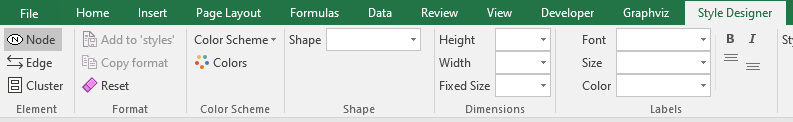 File Home Insert Page Layout Formulas Data Review View Developer Graphviz Style Designer
N Node Add to 'styles' Color Scheme Shape Height Font B I
Edge Copy format Colors Width Size
Cluster Reset Fixed Size Color
Element Format Color Scheme Shape Dimensions Labels